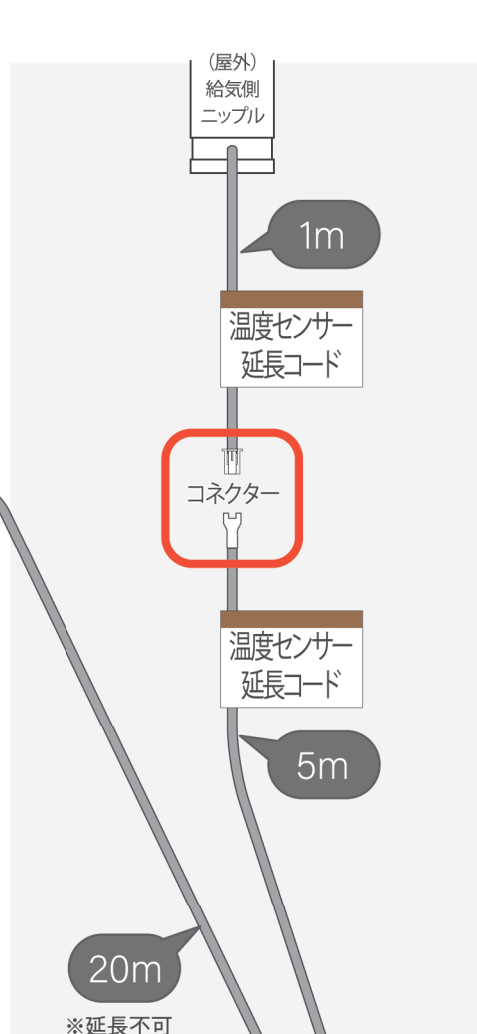 （屋外）
給気側
ニップル
1m
温度センサー
延長コード
コネクター
温度センサー
延長コード
5m
20m
※延長不可